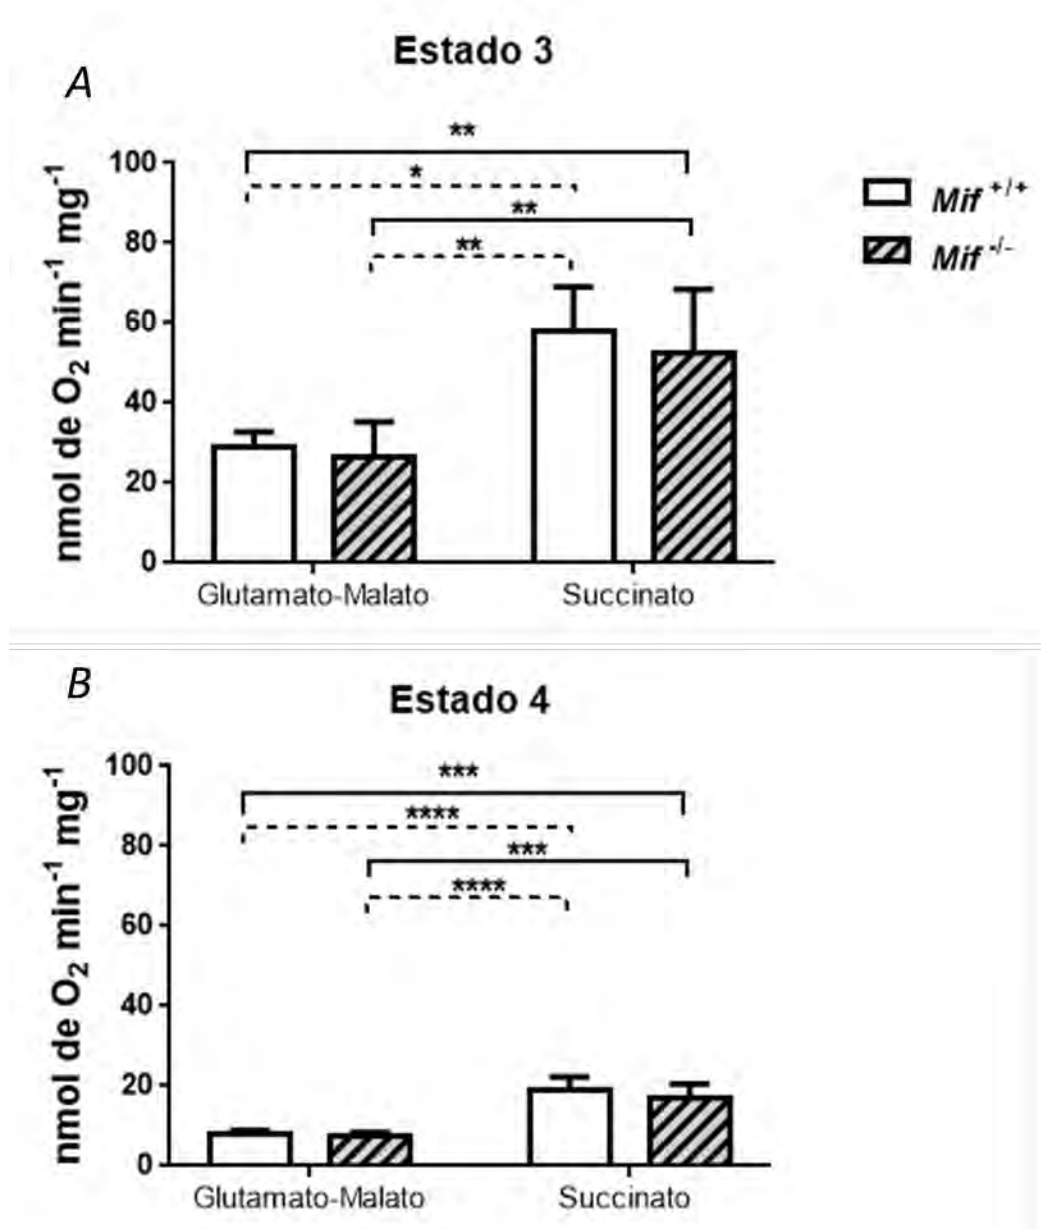 Estado 3
A
**
*
**
**
nmol de O2 min-1 mg-1
100
80
60
40
20
0
Glutamato-Malato Succinato
Mif +/+
Mif -/-
B
Estado 4
***
****
***
****
nmol de O2 min-1 mg-1
100
80
60
40
20
0
Glutamato-Malato Succinato